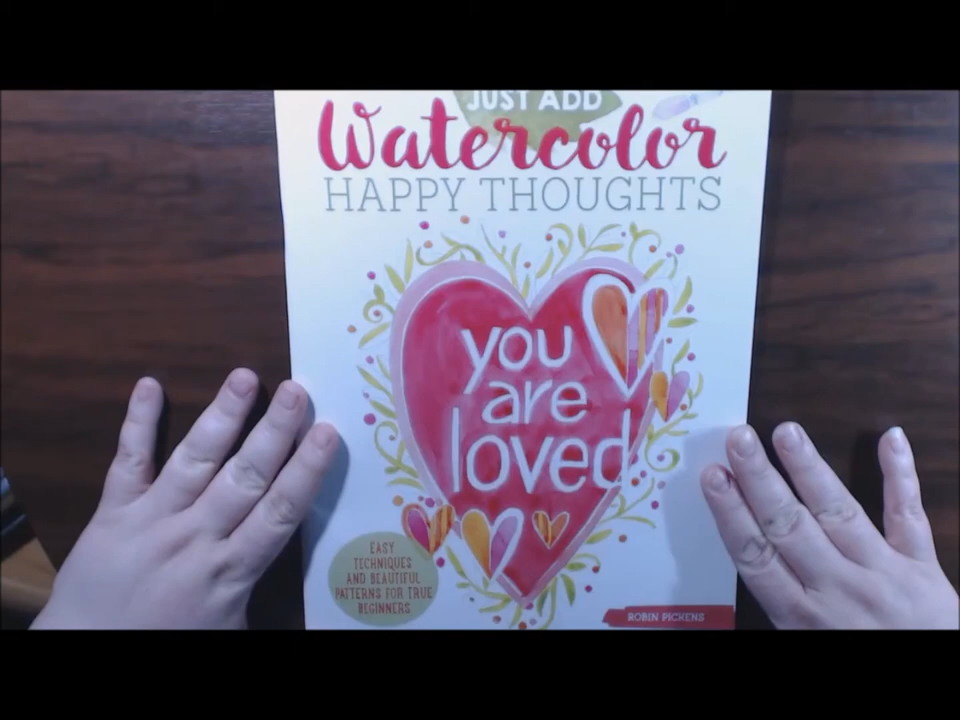 JUST ADD
Watercolor
HAPPY THOUGHTS
you
are
loved
EASY
TECHNIQUES
AND BEAUTIFUL
PATTERNS FOR TRUE
BEGINNERS
ROBIN PICKENS